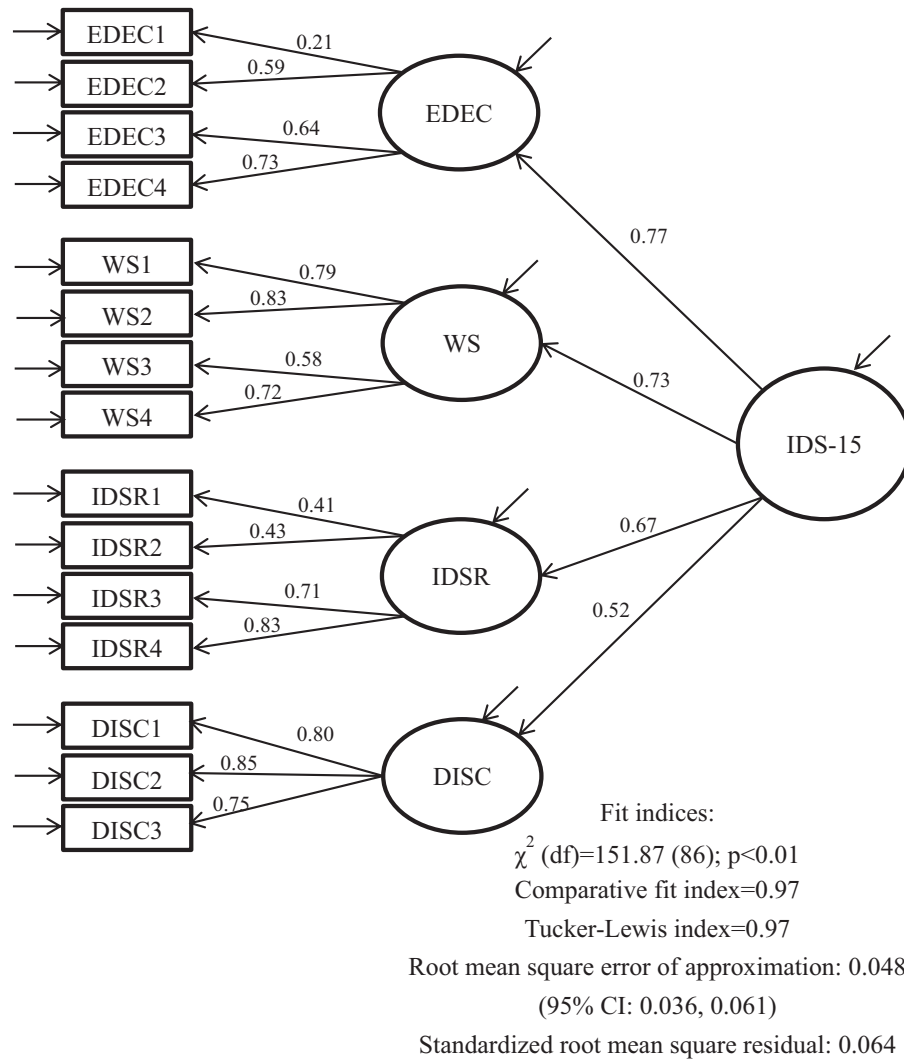 EDEC1
0.21
EDEC2
0.59
EDEC
EDEC3
0.64
EDEC4
0.73
0.77
WS1
0.79
WS2
0.83
WS
WS3
0.58
WS4
0.72
0.73
IDS-15
IDSR1
0.41
IDSR2
0.43
IDSR
IDSR3
0.71
IDSR4
0.83
0.67
0.52
DISC1
0.80
DISC2
0.85
DISC
DISC3
0.75
Fit indices:
χ² (df)=151.87 (86); p<0.01
Comparative fit index=0.97
Tucker-Lewis index=0.97
Root mean square error of approximation: 0.048
(95% CI: 0.036, 0.061)
Standardized root mean square residual: 0.064